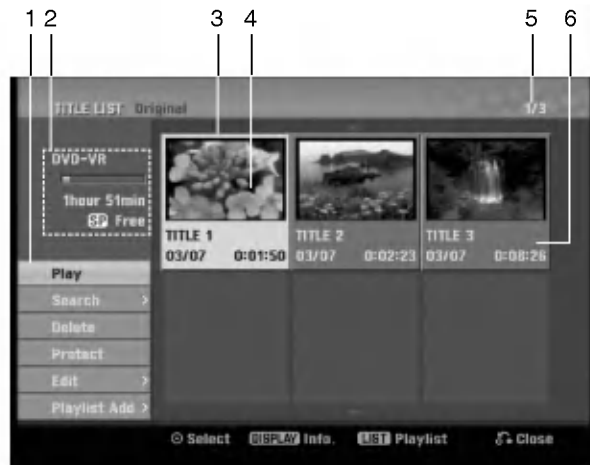 1 2 3 4 5 6
TITLE LIST Original 1/3
DVD-VR
1hour 51min
SP Free
TITLE 1 TITLE 2 TITLE 3
03/07 0:01:50 03/07 0:02:23 03/07 0:08:26
Play
Search >
Delete
Protect
Edit >
Playlist Add >
Select DISPLAY Info. LIST Playlist Close